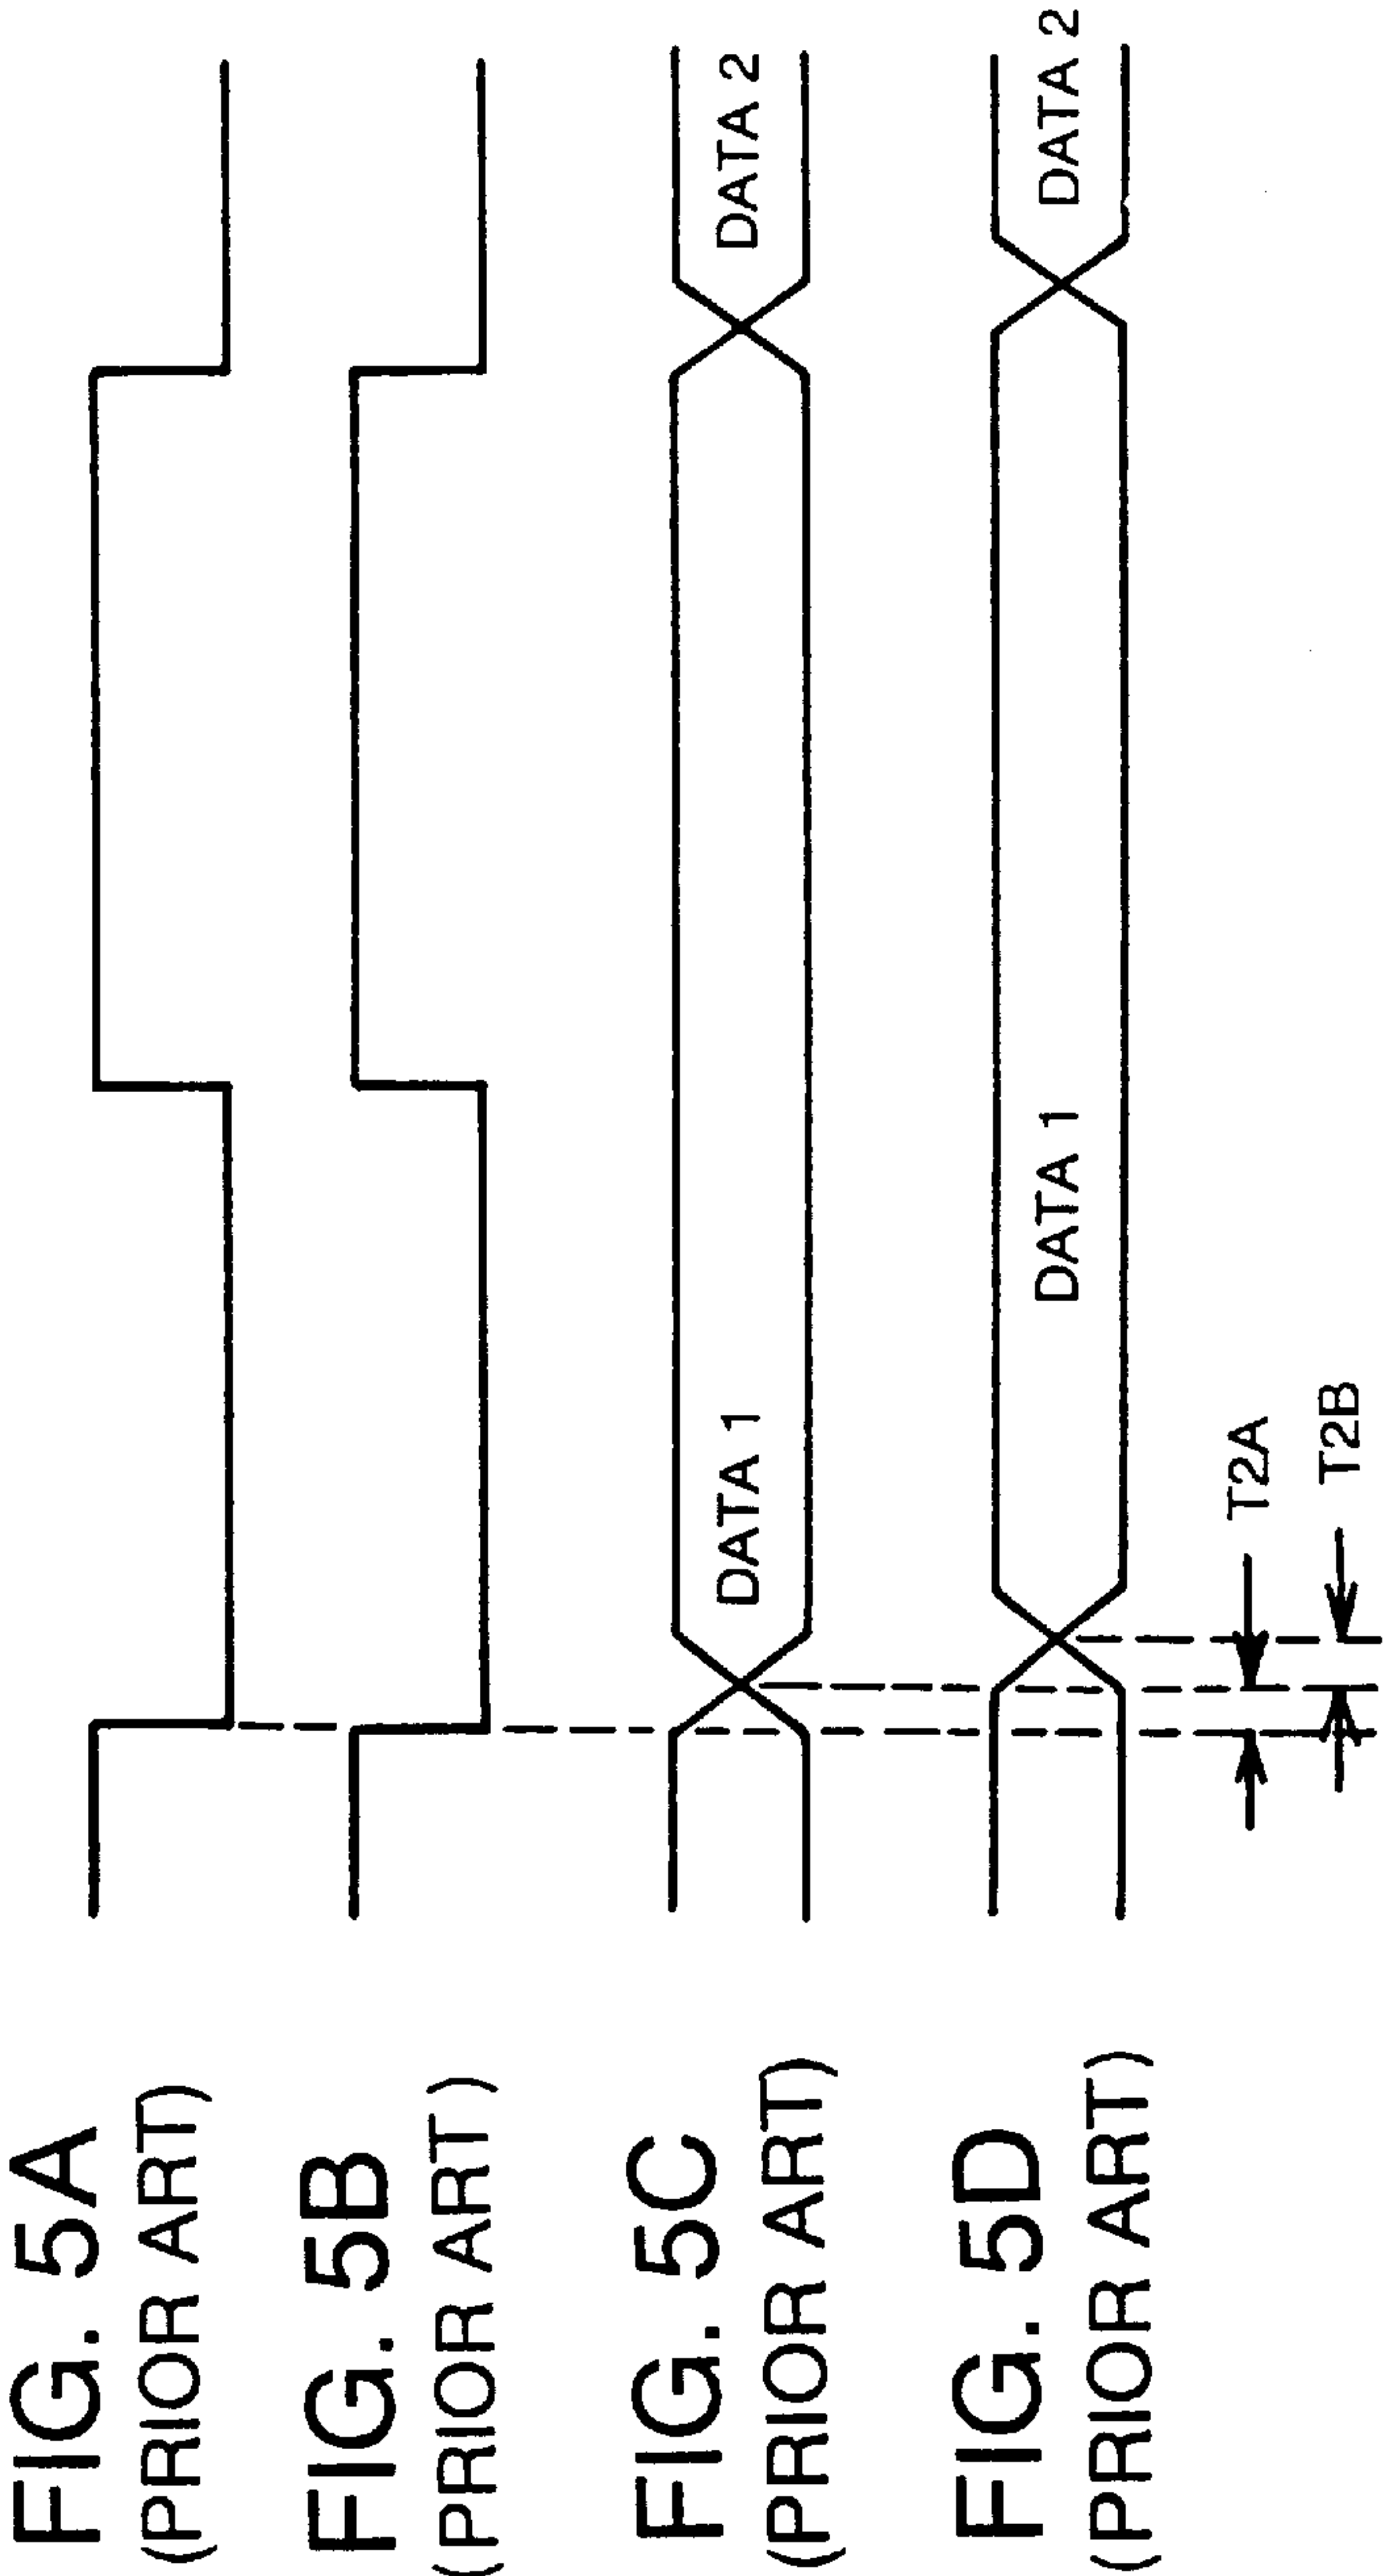 FIG. 5A
(PRIOR ART)
FIG. 5B
(PRIOR ART)
FIG. 5C
(PRIOR ART)
DATA 1
DATA 2
FIG. 5D
(PRIOR ART)
DATA 1
DATA 2
T2A
T2B